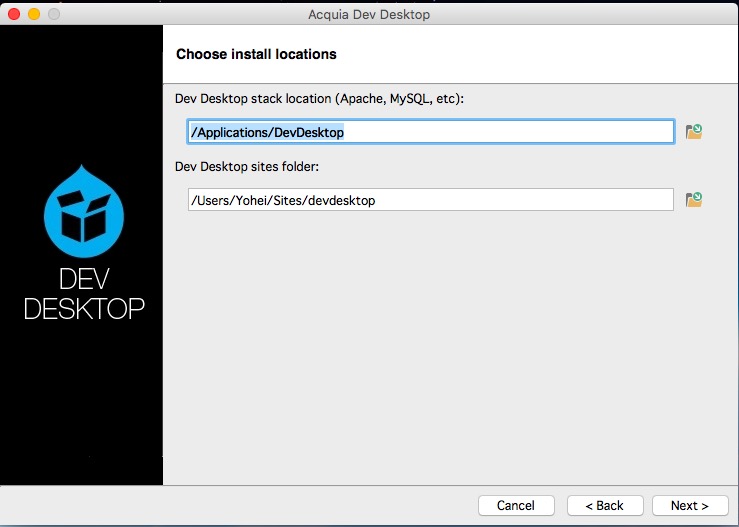 Acquia Dev Desktop
Choose install locations
Dev Desktop stack location (Apache, MySQL, etc):
/Applications/DevDesktop
Dev Desktop sites folder:
/Users/Yohei/Sites/devdesktop
DEV
DESKTOP
Cancel
< Back
Next >